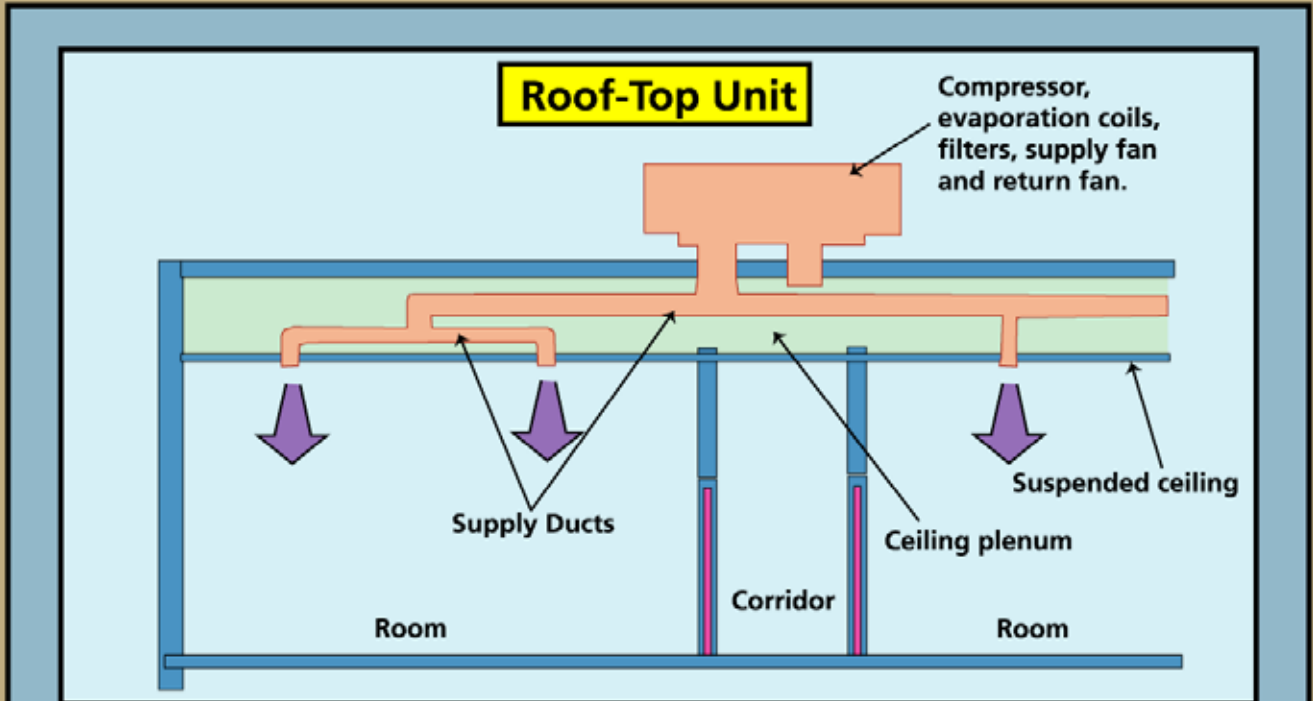 Roof-Top Unit
Compressor,
evaporation coils,
filters, supply fan
and return fan.
Suspended ceiling
Supply Ducts
Ceiling plenum
Corridor
Room
Room